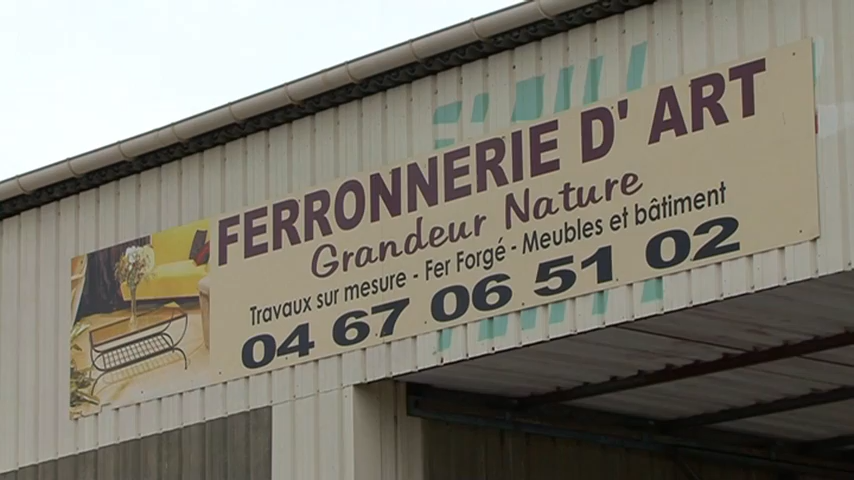 FERRONNERIE D' ART
Grandeur Nature
Travaux sur mesure - Fer Forgé - Meubles et bâtiment
04 67 06 51 02